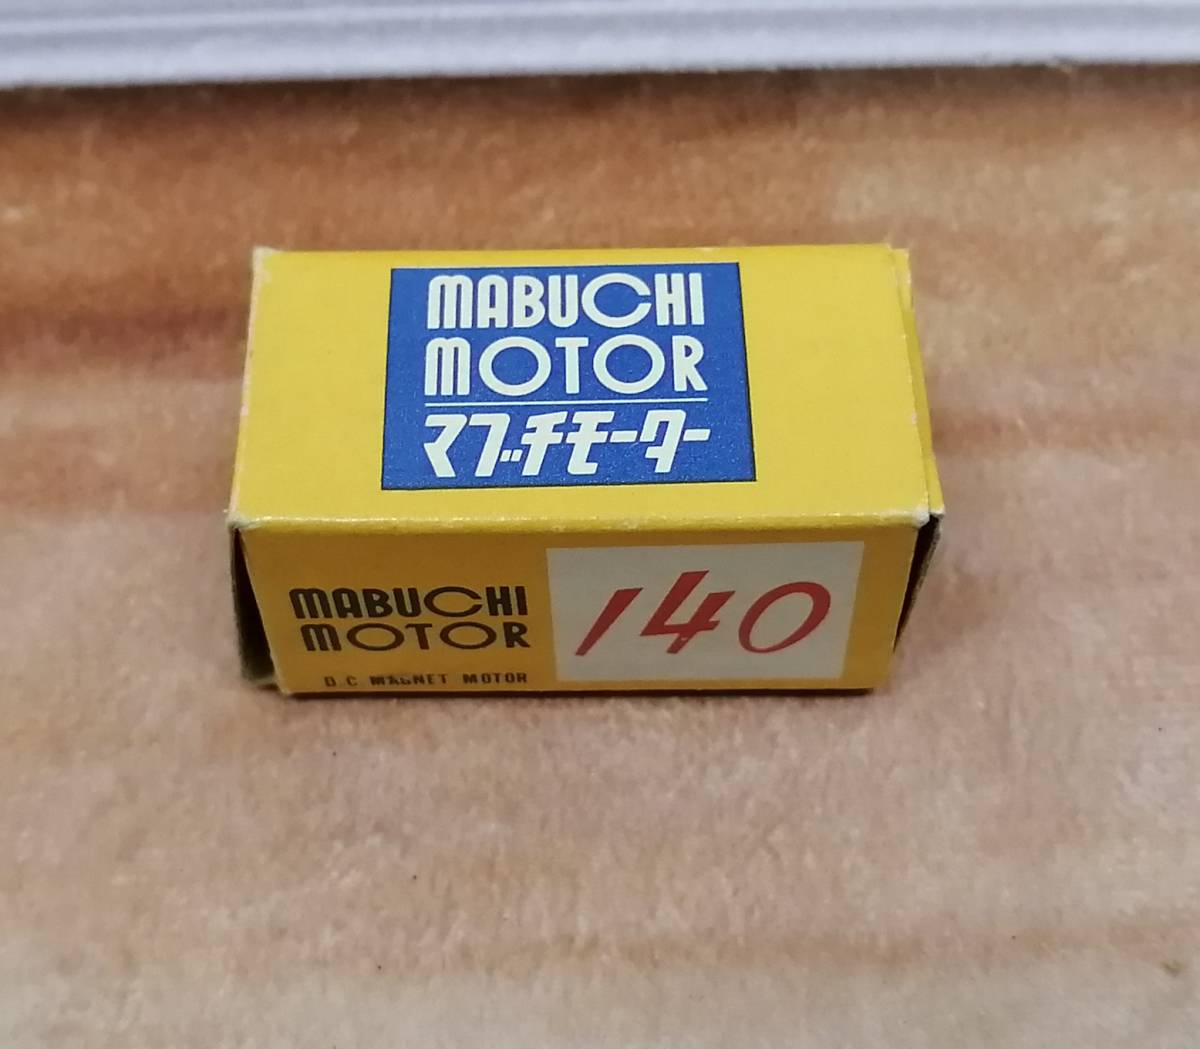 MABUCHI
MOTOR
マブチモーター
MABUCHI
MOTOR
D.C. MAGNET MOTOR
140